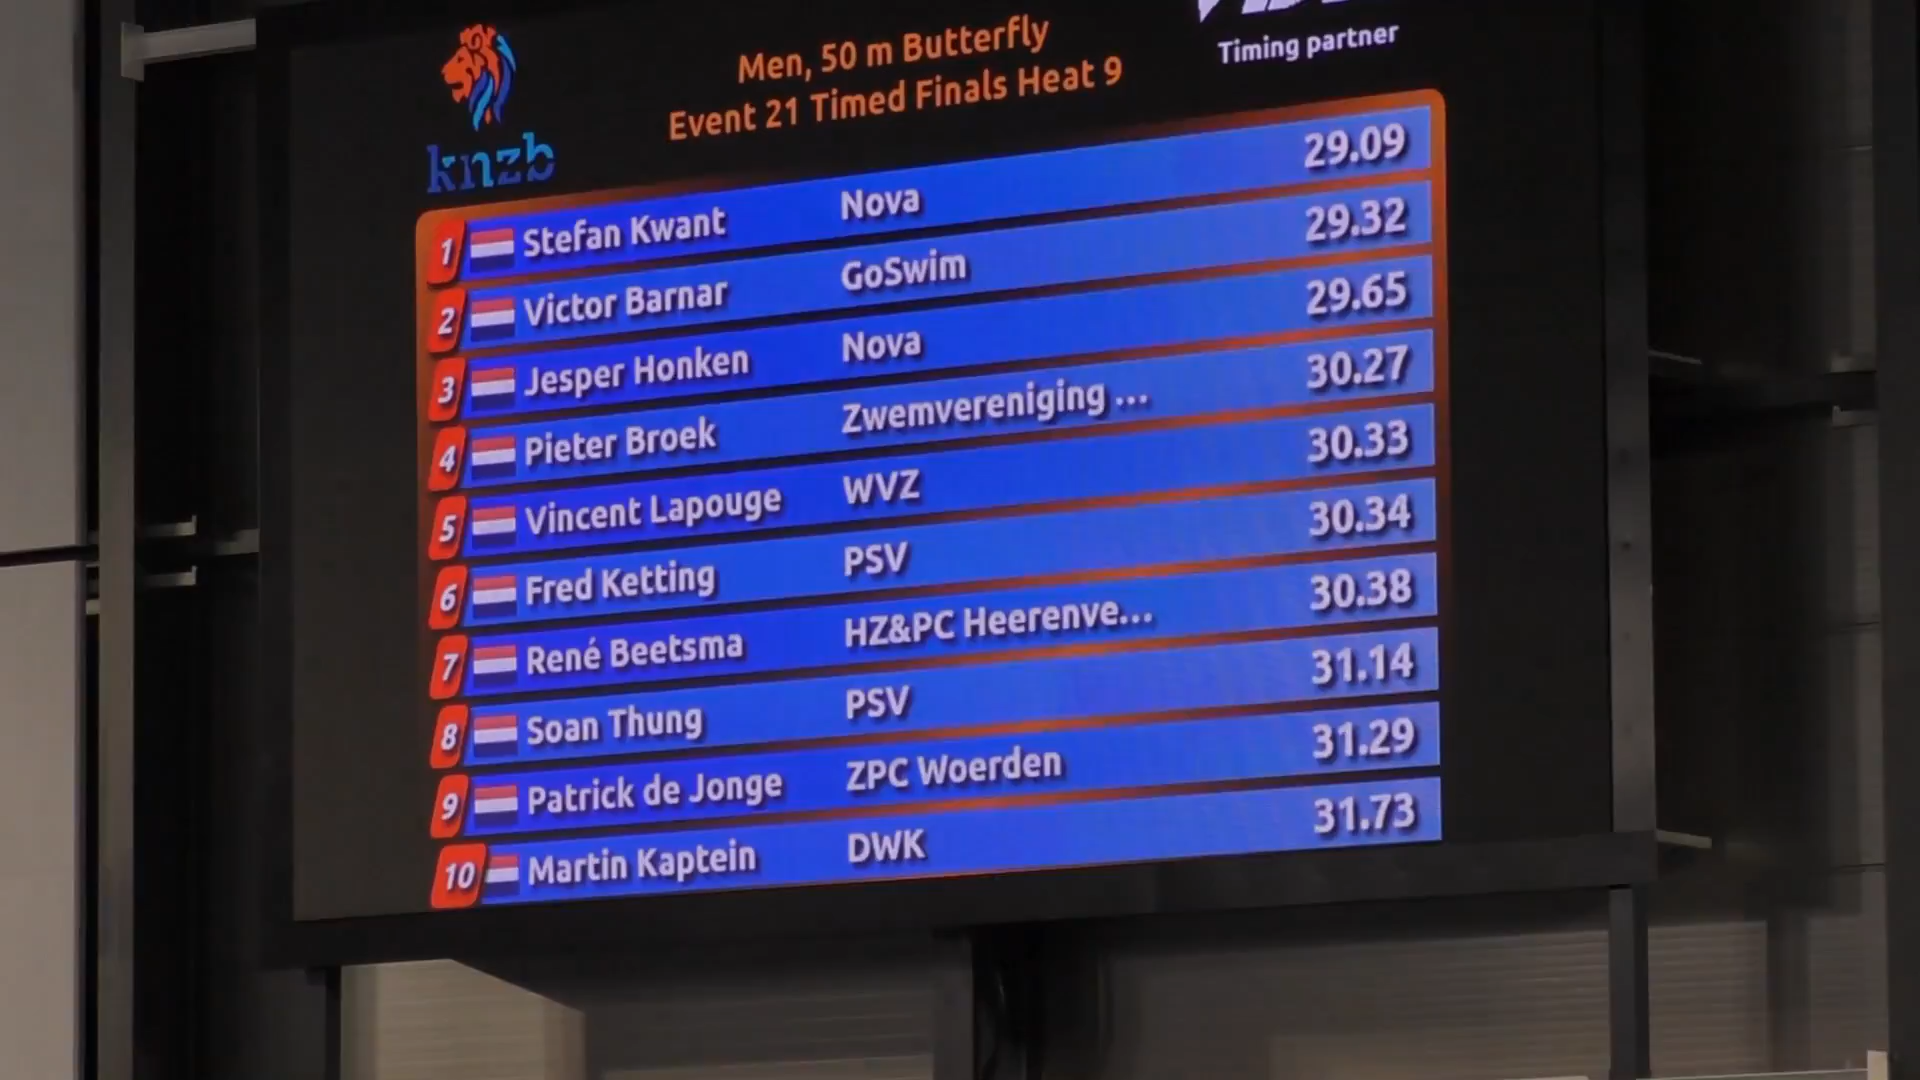 knzb
Men, 50 m Butterfly
Event 21 Timed Finals Heat 9
Timing partner
1 Stefan Kwant Nova 29.09
2 Victor Barnar GoSwim 29.32
3 Jesper Honken Nova 29.65
4 Pieter Broek Zwemvereniging ... 30.27
5 Vincent Lapouge WVZ 30.33
6 Fred Ketting PSV 30.34
7 René Beetsma HZ&PC Heerenve... 30.38
8 Soan Thung PSV 31.14
9 Patrick de Jonge ZPC Woerden 31.29
10 Martin Kaptein DWK 31.73